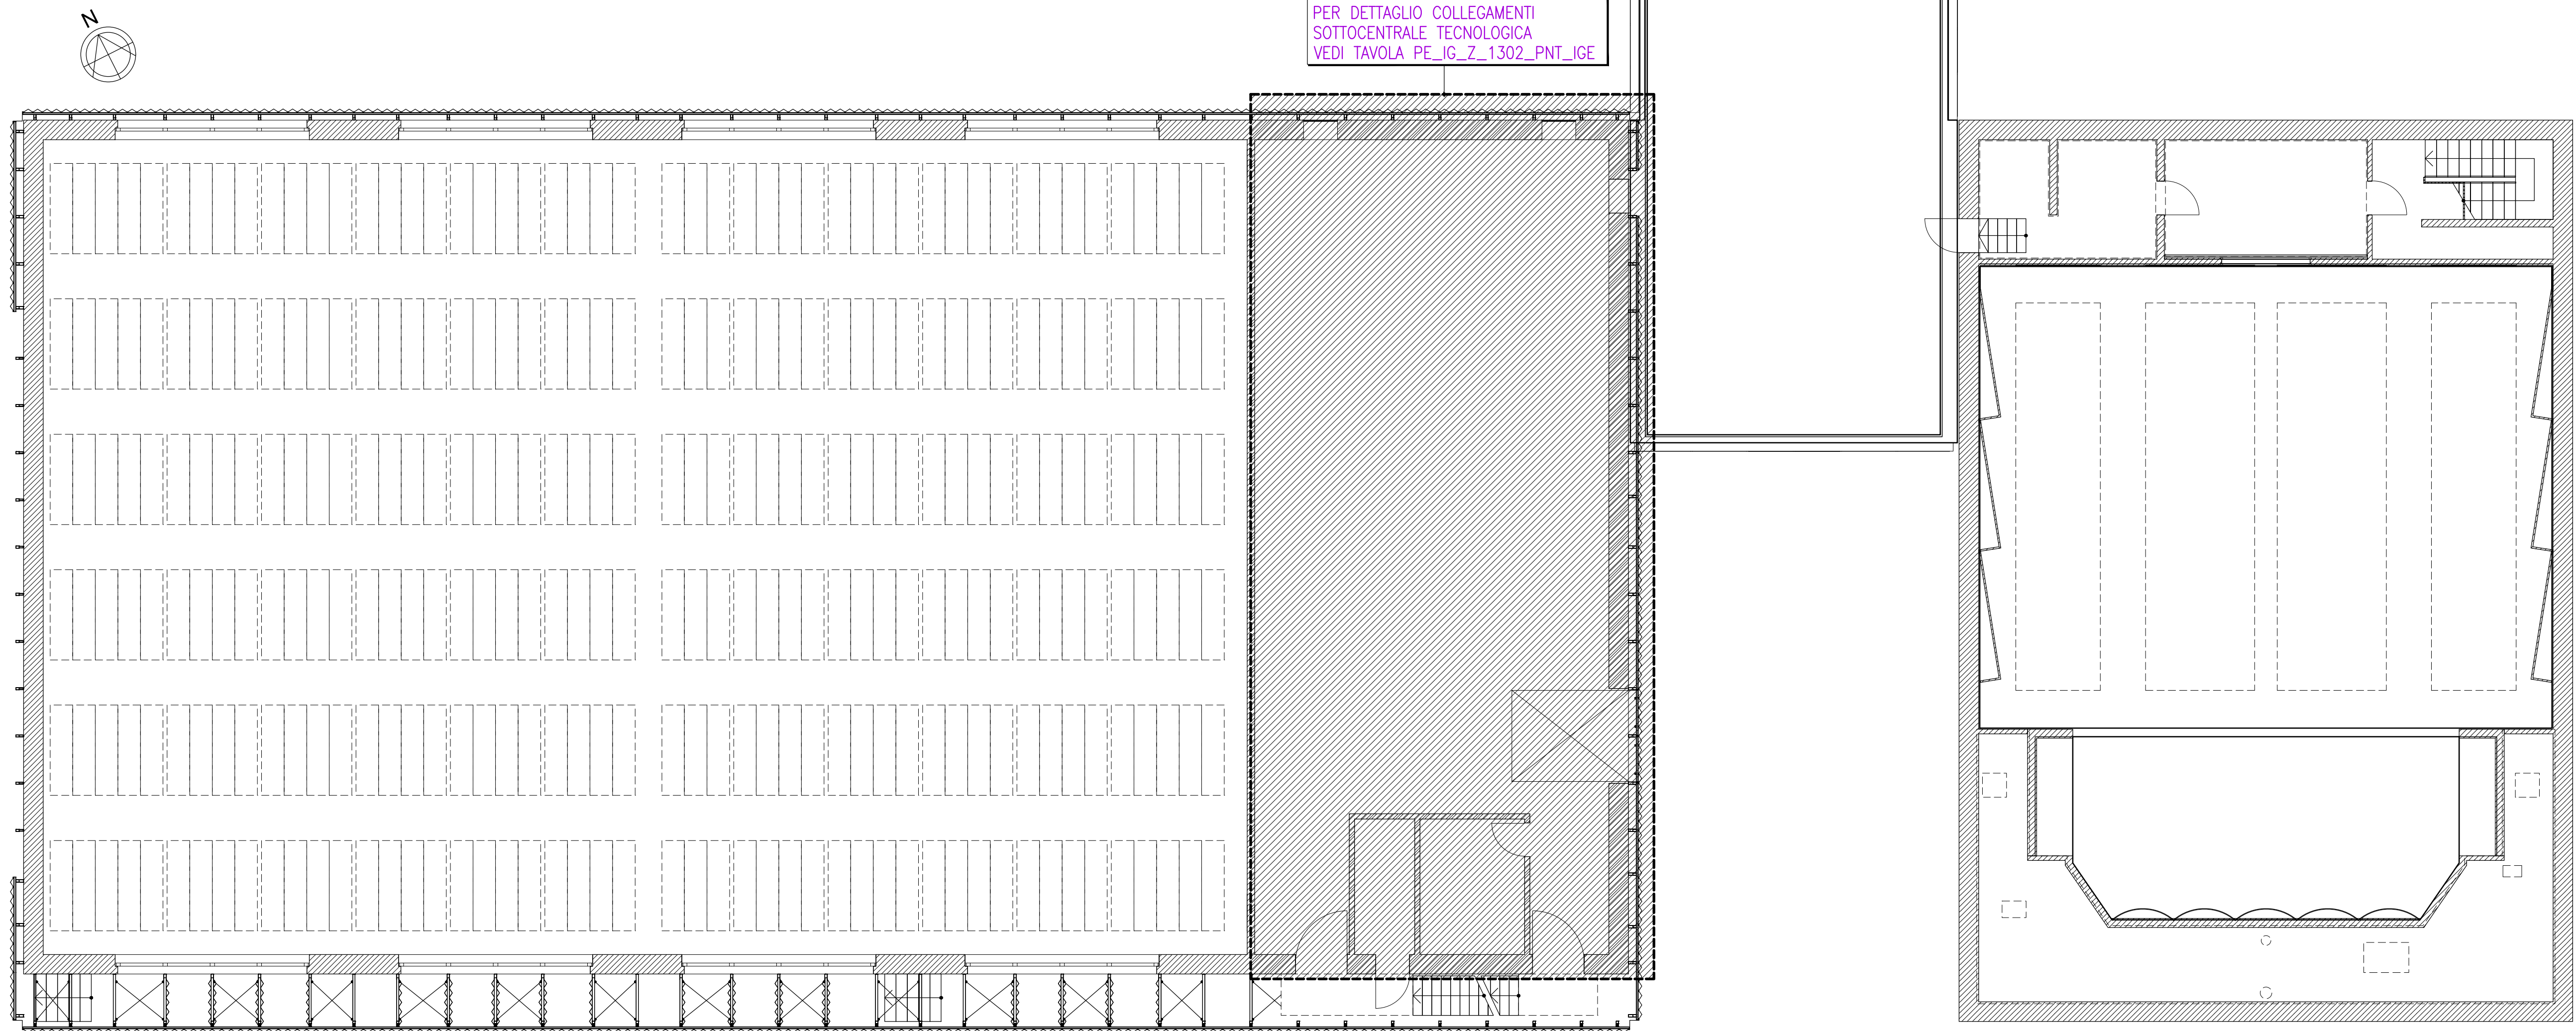 N
PER DETTAGLIO COLLEGAMENTI
SOTTOCENTRALE TECNOLOGICA
VEDI TAVOLA PE_IG_Z_1302_PNT_IGE